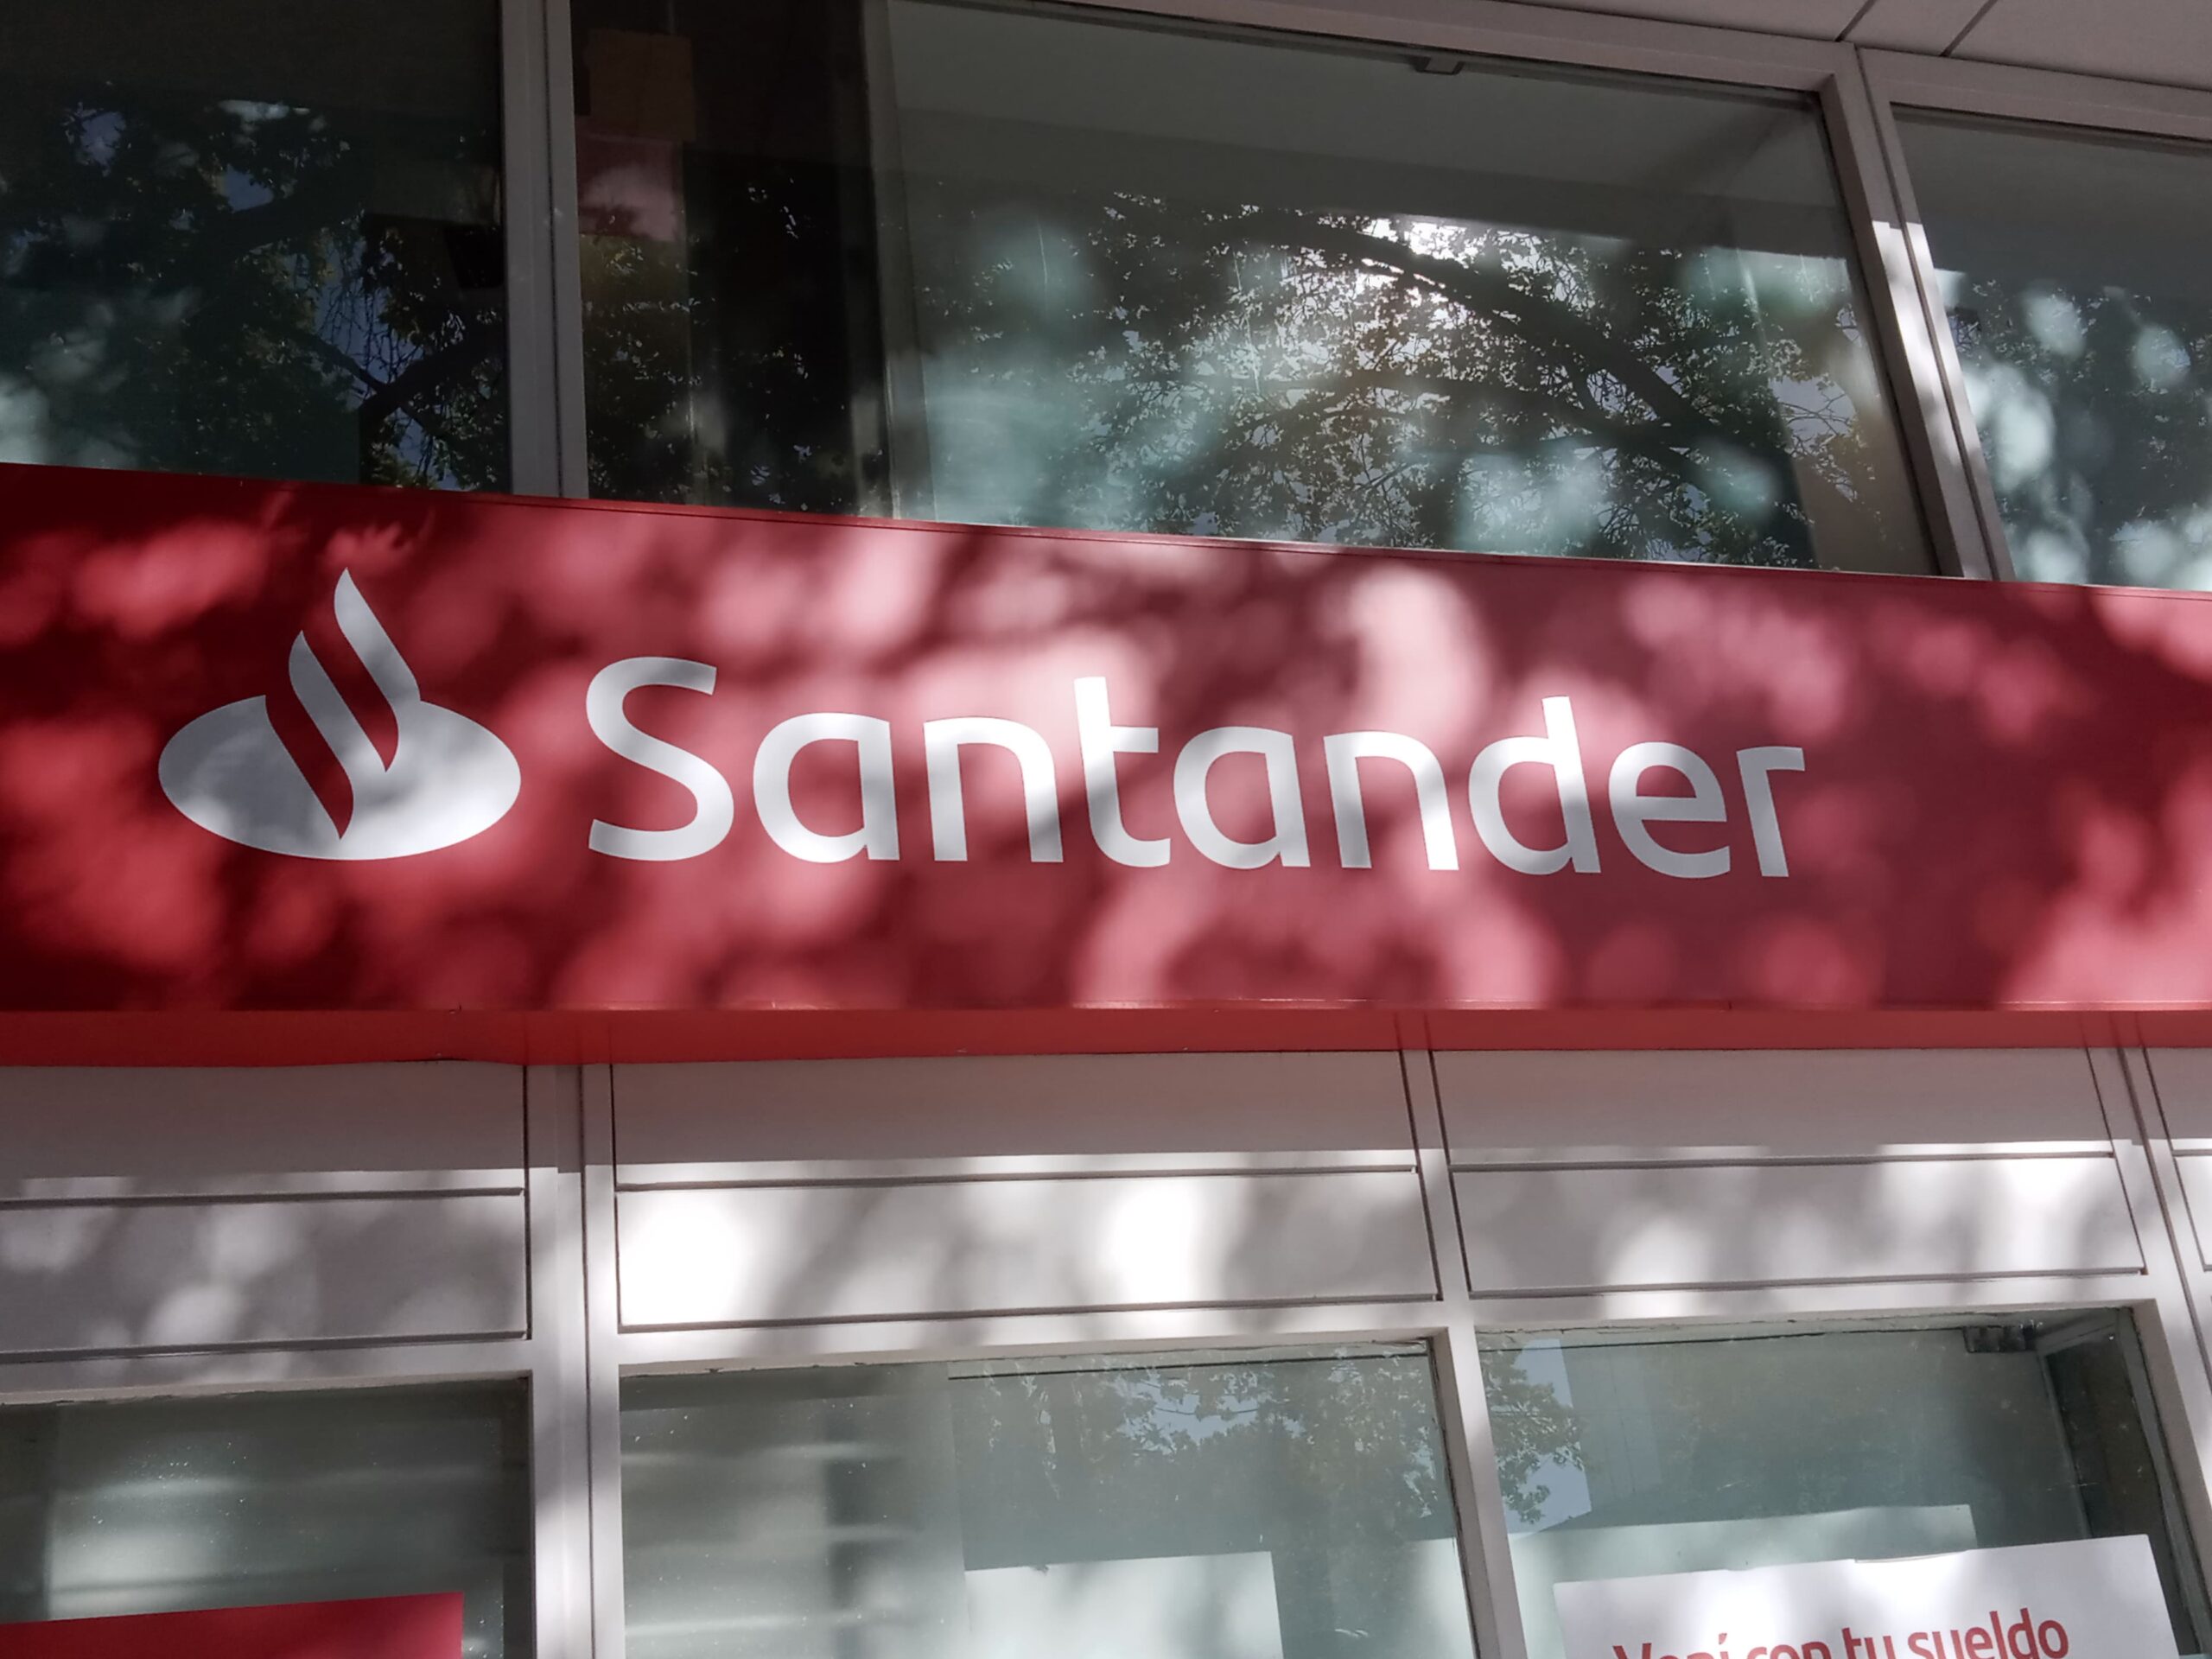 Santander
Vení con tu sueldo